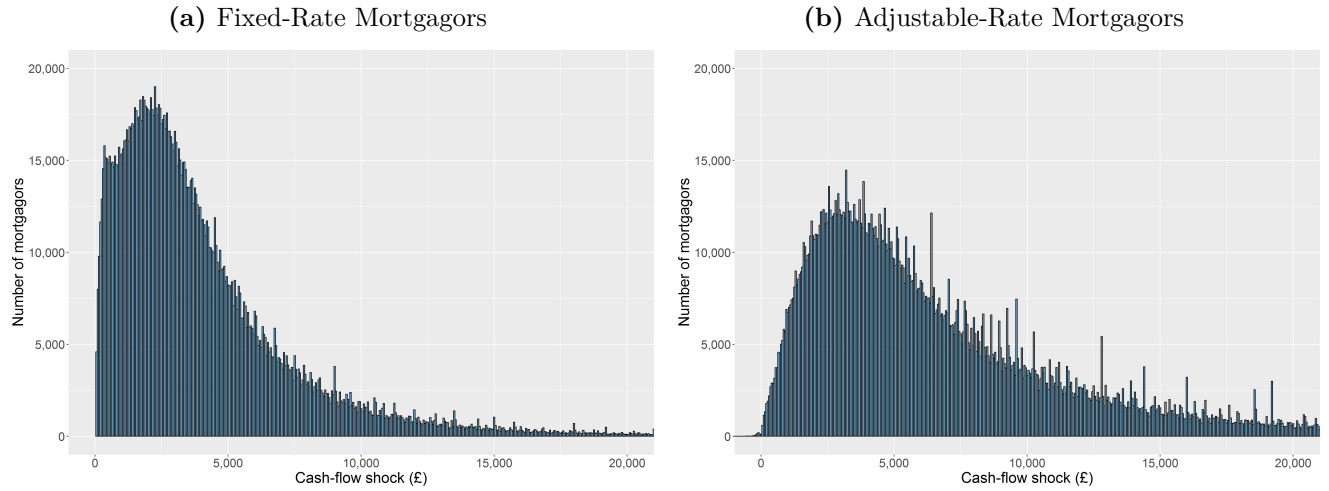 (a) Fixed-Rate Mortgagors
20,000
15,000
10,000
5,000
0
Number of mortgagors
0 5,000 10,000 15,000 20,000
Cash-flow shock (£)
(b) Adjustable-Rate Mortgagors
20,000
15,000
10,000
5,000
0
Number of mortgagors
0 5,000 10,000 15,000 20,000
Cash-flow shock (£)